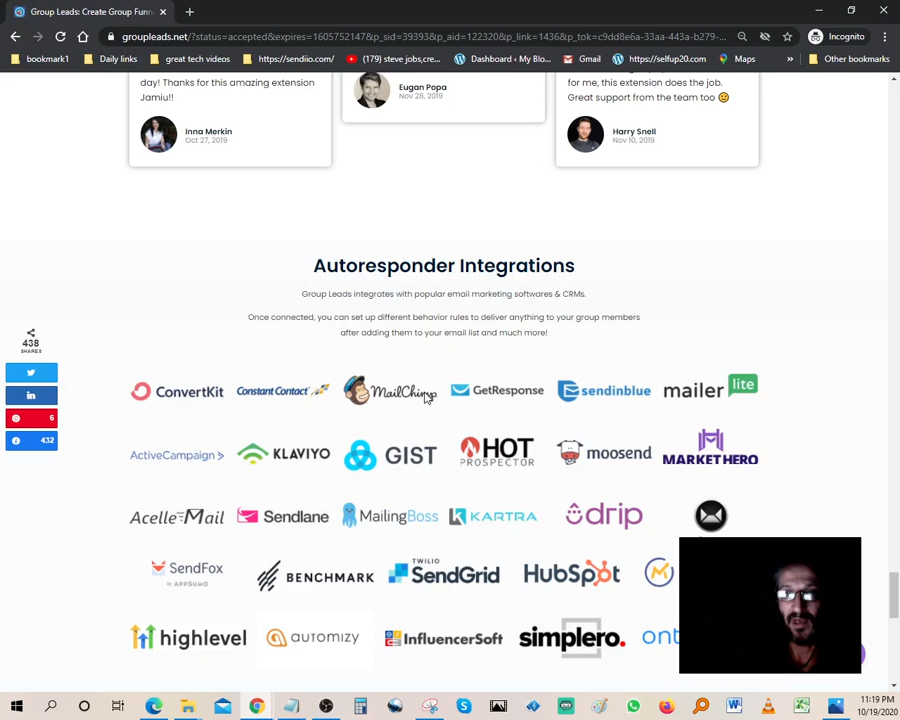 Group Leads: Create Group Funn
groupleads.net/?status=accepted&expires=1605752147&p_sid=39393&p_aid=122320&p_link=1436&p_tok=c9dd8e6a-33aa-443a-b279-...
Incognito
bookmark1
Daily links
great tech videos
https://sendiio.com/
(179) steve jobs,cre...
Dashboard ‹ My Blo...
Gmail
https://selfup20.com
Maps
»
Other bookmarks
day! Thanks for this amazing extension
Jamiu!!
Inna Merkin
Oct 27, 2019
Eugan Popa
Nov 28, 2019
for me, this extension does the job.
Great support from the team too
Harry Snell
Nov 10, 2019
Autoresponder Integrations
Group Leads integrates with popular email marketing softwares & CRMs.
Once connected, you can set up different behavior rules to deliver anything to your group members
after adding them to your email list and much more!
438
SHARES
6
432
ConvertKit
Constant Contact
MailChimp
GetResponse
sendinblue
mailer lite
ActiveCampaign >
KLAVIYO
GIST
HOT PROSPECTOR
moosend
MARKET HERO
AcelleMail
Sendlane
MailingBoss
KARTRA
drip
SendFox
by APPSUMO
BENCHMARK
TWILIO
SendGrid
HubSpot
highlevel
automizy
InfluencerSoft
simplero.
ont
11:19 PM
10/19/2020